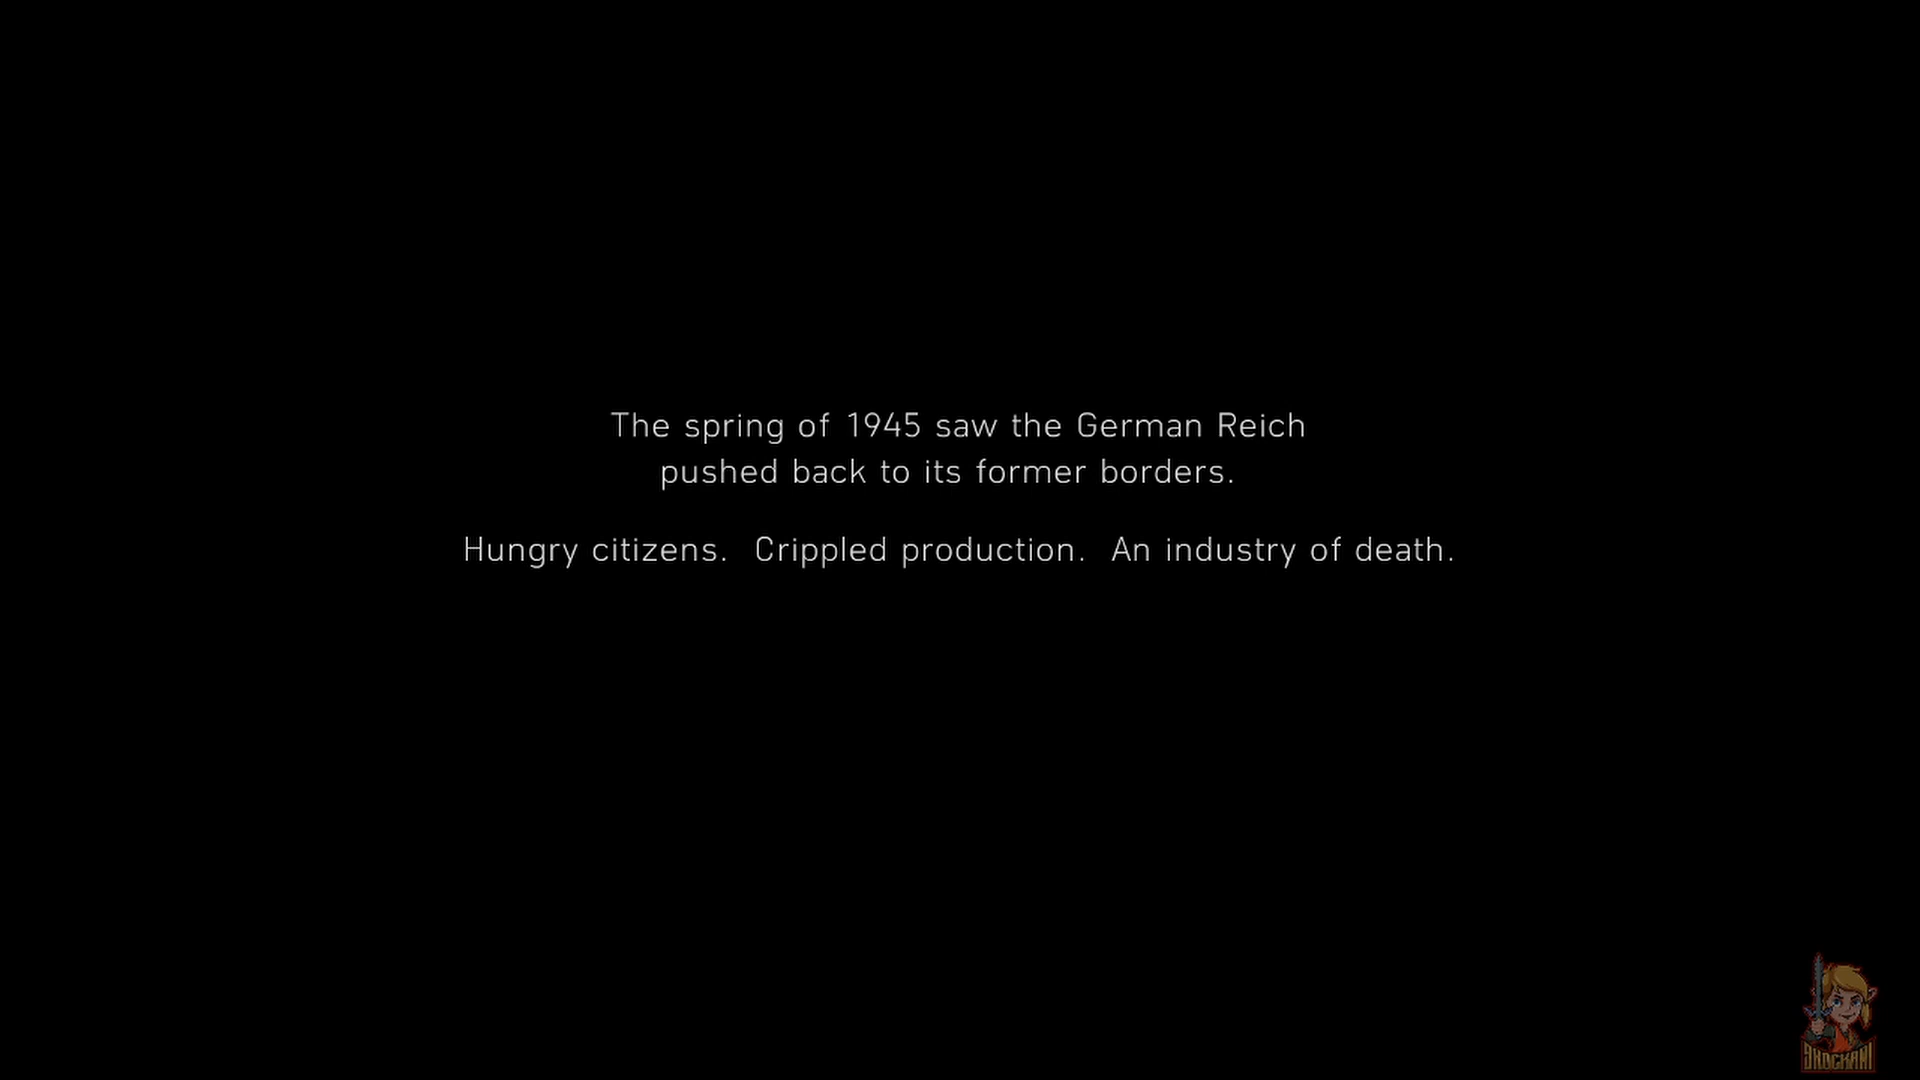 The spring of 1945 saw the German Reich
pushed back to its former borders.
Hungry citizens.  Crippled production.  An industry of death.